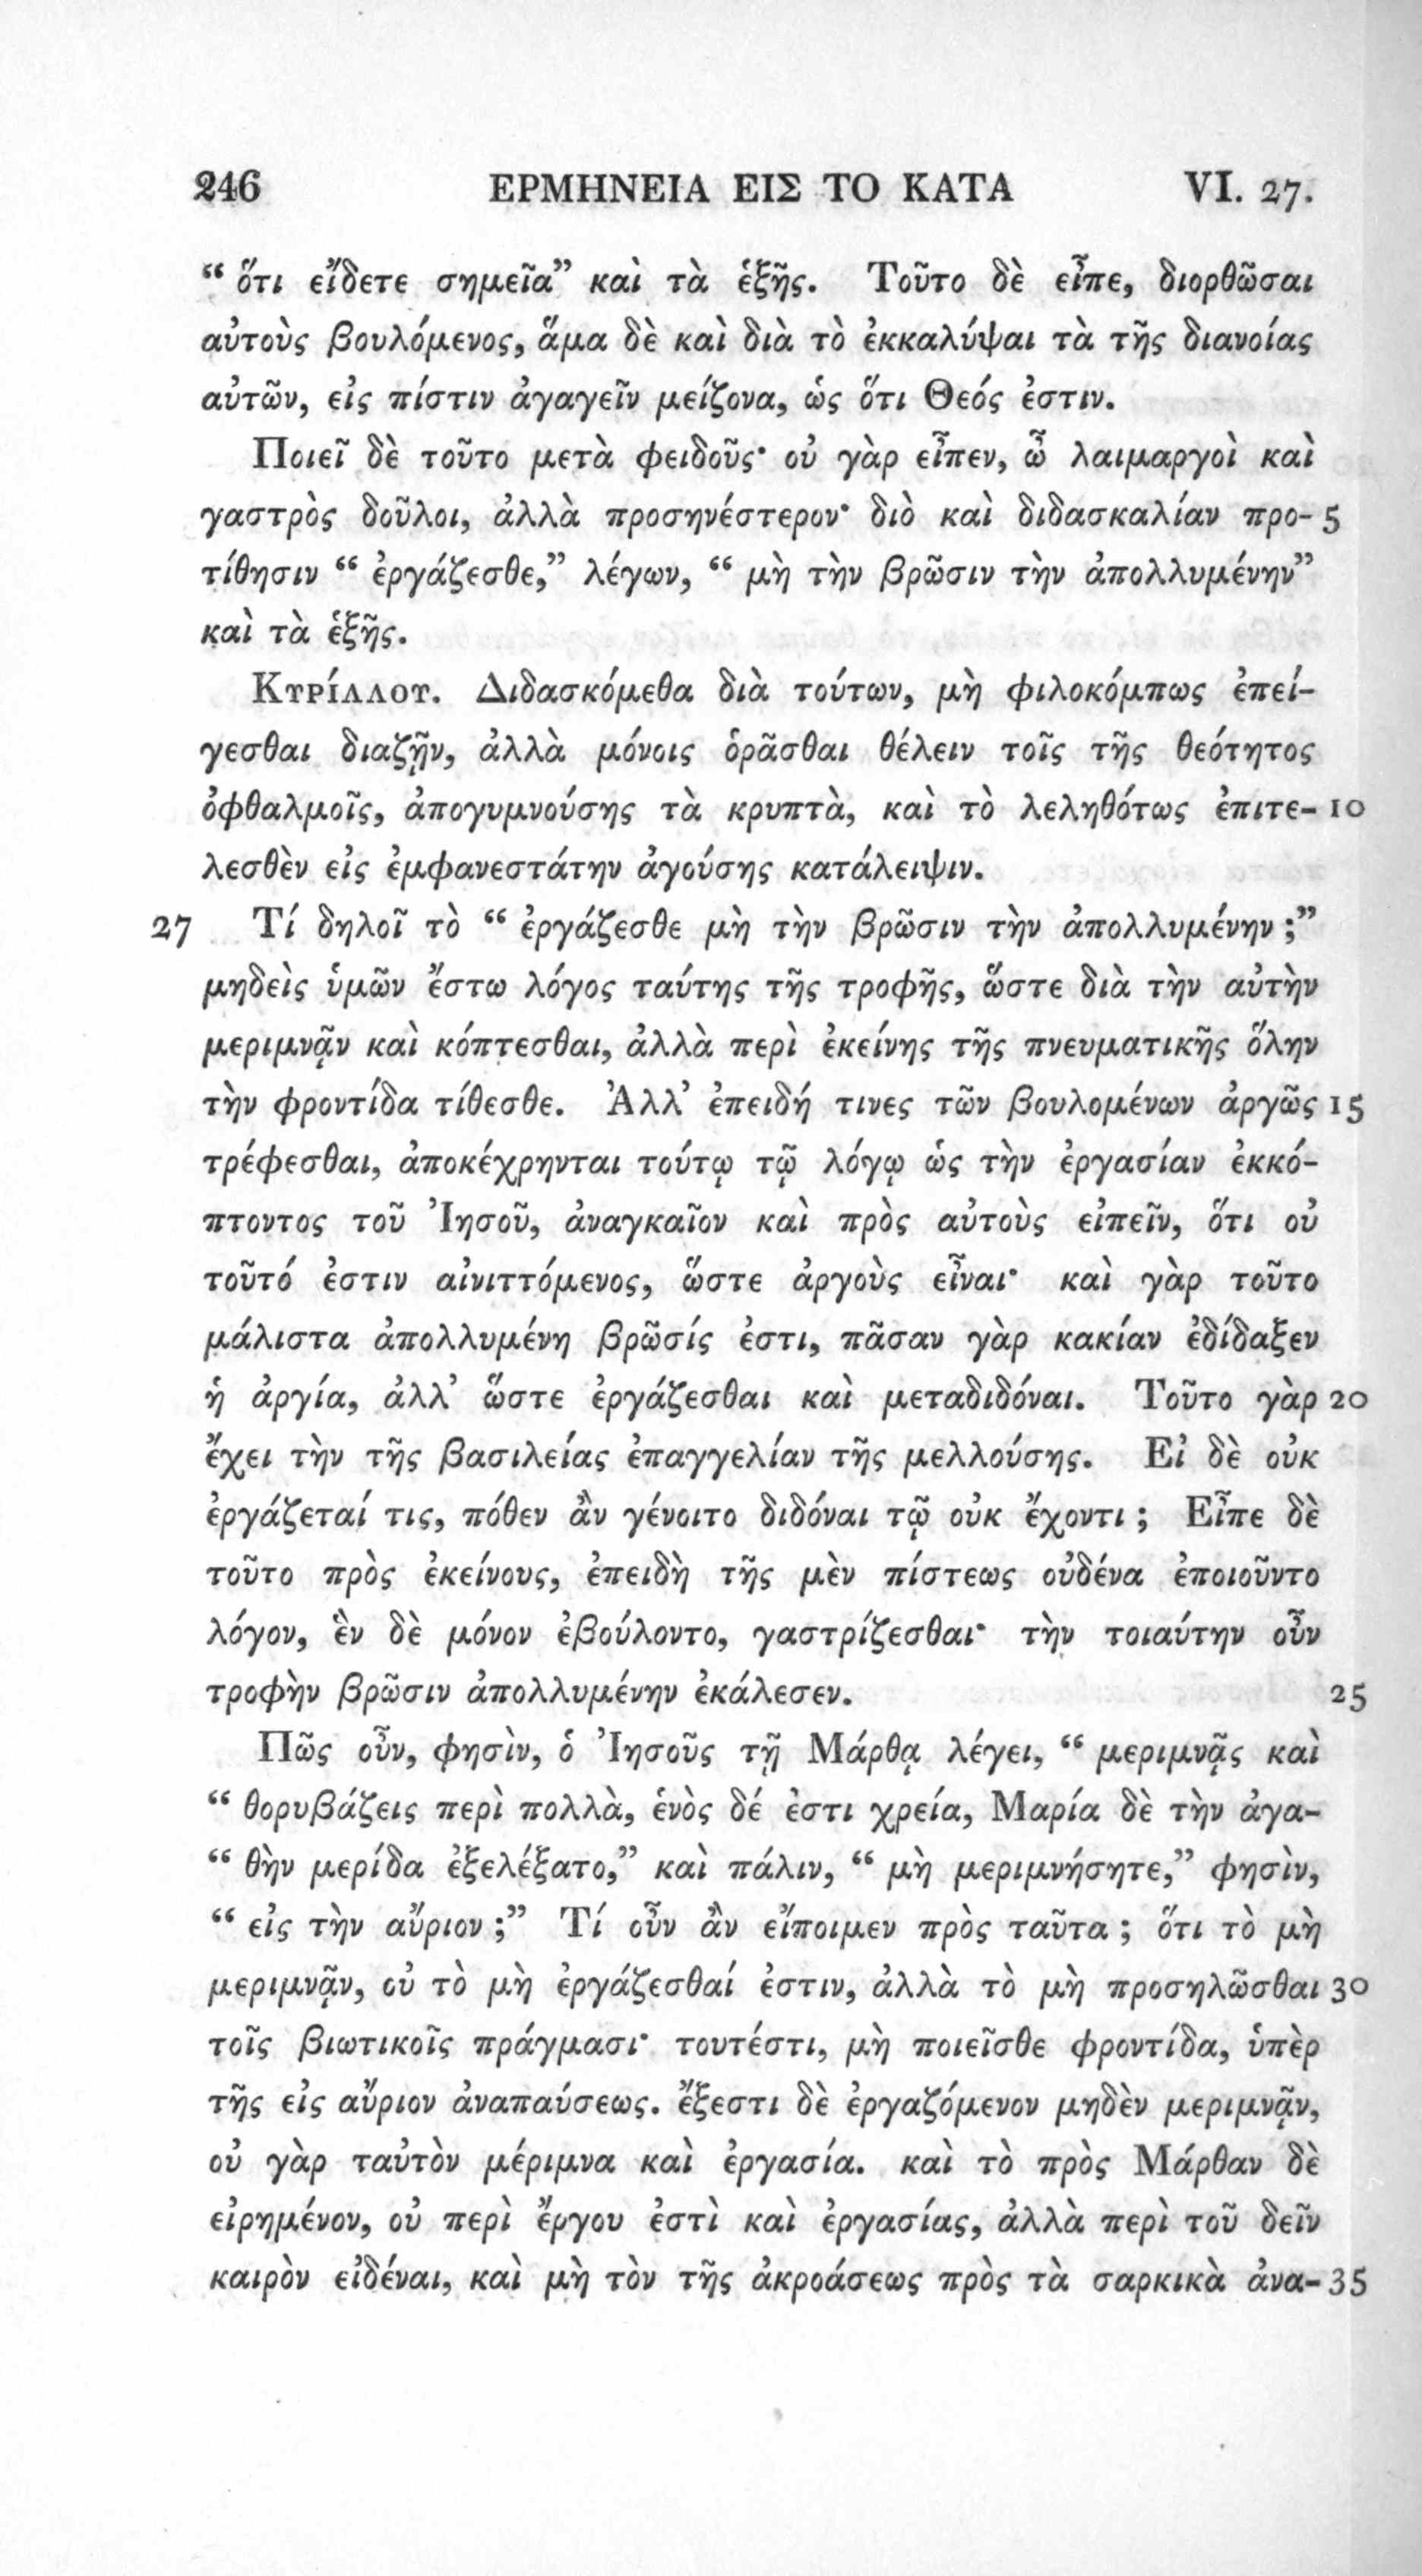 246 ΕΡΜΗΝΕΙΑ ΕΙΣ ΤΟ ΚΑΤΑ VI. 27.
“ ὅτι εἴδετε σημεῖα” καὶ τὰ ἑξῆς. Τοῦτο δὲ εἶπε, διορθῶσαι
αὐτοὺς βουλόμενος, ἅμα δὲ καὶ διὰ τὸ ἐκκαλύψαι τὰ τῆς διανοίας
αὐτῶν, εἰς πίστιν ἀγαγεῖν μείζονα, ὡς ὅτι Θεός ἐστιν.
Ποιεῖ δὲ τοῦτο μετὰ φειδοῦς· οὐ γὰρ εἶπεν, ὦ λαιμαργοὶ καὶ
γαστρὸς δοῦλοι, ἀλλὰ προσηνέστερον· διὸ καὶ διδασκαλίαν προ- 5
τίθησιν “ ἐργάζεσθε,” λέγων, “ μὴ τὴν βρῶσιν τὴν ἀπολλυμένην”
καὶ τὰ ἑξῆς.
Κυρίλλου. Διδασκόμεθα διὰ τούτων, μὴ φιλοκόμπως ἐπεί-
γεσθαι διαζῇν, ἀλλὰ μόνοις ὁρᾶσθαι θέλειν τοῖς τῆς θεότητος
ὀφθαλμοῖς, ἀπογυμνούσης τὰ κρυπτὰ, καὶ τὸ λεληθότως ἐπιτε- 10
λεσθὲν εἰς ἐμφανεστάτην ἀγούσης κατάλειψιν.
27 Τί δηλοῖ τὸ “ ἐργάζεσθε μὴ τὴν βρῶσιν τὴν ἀπολλυμένην ;”
μηδεὶς ὑμῶν ἔστω λόγος ταύτης τῆς τροφῆς, ὥστε διὰ τὴν αὐτὴν
μεριμνᾷν καὶ κόπτεσθαι, ἀλλὰ περὶ ἐκείνης τῆς πνευματικῆς ὅλην
τὴν φροντίδα τίθεσθε. Ἀλλ’ ἐπειδή τινες τῶν βουλομένων ἀργῶς 15
τρέφεσθαι, ἀποκέχρηνται τούτῳ τῷ λόγῳ ὡς τὴν ἐργασίαν ἐκκό-
πτοντος τοῦ Ἰησοῦ, ἀναγκαῖον καὶ πρὸς αὐτοὺς εἰπεῖν, ὅτι οὐ
τοῦτό ἐστιν αἰνιττόμενος, ὥστε ἀργοὺς εἶναι· καὶ γὰρ τοῦτο
μάλιστα ἀπολλυμένη βρῶσίς ἐστι, πᾶσαν γὰρ κακίαν ἐδίδαξεν
ἡ ἀργία, ἀλλ’ ὥστε ἐργάζεσθαι καὶ μεταδιδόναι. Τοῦτο γὰρ 20
ἔχει τὴν τῆς βασιλείας ἐπαγγελίαν τῆς μελλούσης. Εἰ δὲ οὐκ
ἐργάζεταί τις, πόθεν ἂν γένοιτο διδόναι τῷ οὐκ ἔχοντι ; Εἶπε δὲ
τοῦτο πρὸς ἐκείνους, ἐπειδὴ τῆς μὲν πίστεως οὐδένα ἐποιοῦντο
λόγον, ἓν δὲ μόνον ἐβούλοντο, γαστρίζεσθαι· τὴν τοιαύτην οὖν
τροφὴν βρῶσιν ἀπολλυμένην ἐκάλεσεν. 25
Πῶς οὖν, φησὶν, ὁ Ἰησοῦς τῇ Μάρθᾳ λέγει, “ μεριμνᾷς καὶ
“ θορυβάζεις περὶ πολλὰ, ἑνὸς δέ ἐστι χρεία, Μαρία δὲ τὴν ἀγα-
“ θὴν μερίδα ἐξελέξατο,” καὶ πάλιν, “ μὴ μεριμνήσητε,” φησὶν,
“ εἰς τὴν αὔριον ;” Τί οὖν ἂν εἴποιμεν πρὸς ταῦτα ; ὅτι τὸ μὴ
μεριμνᾷν, οὐ τὸ μὴ ἐργάζεσθαί ἐστιν, ἀλλὰ τὸ μὴ προσηλῶσθαι 30
τοῖς βιωτικοῖς πράγμασι· τουτέστι, μὴ ποιεῖσθε φροντίδα, ὑπὲρ
τῆς εἰς αὔριον ἀναπαύσεως. ἔξεστι δὲ ἐργαζόμενον μηδὲν μεριμνᾷν,
οὐ γὰρ ταὐτὸν μέριμνα καὶ ἐργασία. καὶ τὸ πρὸς Μάρθαν δὲ
εἰρημένον, οὐ περὶ ἔργου ἐστὶ καὶ ἐργασίας, ἀλλὰ περὶ τοῦ δεῖν
καιρὸν εἰδέναι, καὶ μὴ τὸν τῆς ἀκροάσεως πρὸς τὰ σαρκικὰ ἀνα- 35